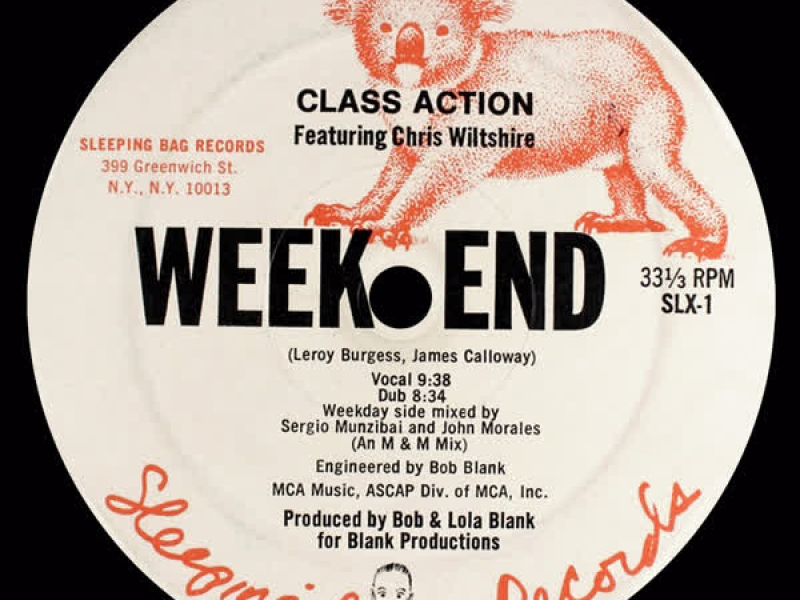 CLASS ACTION
Featuring Chris Wiltshire
SLEEPING BAG RECORDS
399 Greenwich St.
N.Y., N.Y. 10013
WEEK END
33⅓ RPM
SLX-1
(Leroy Burgess, James Calloway)
Vocal 9:38
Dub 8:34
Weekday side mixed by
Sergio Munzibai and John Morales
(An M & M Mix)
Engineered by Bob Blank
MCA Music, ASCAP Div. of MCA, Inc.
Produced by Bob & Lola Blank
for Blank Productions
Sleeping Records